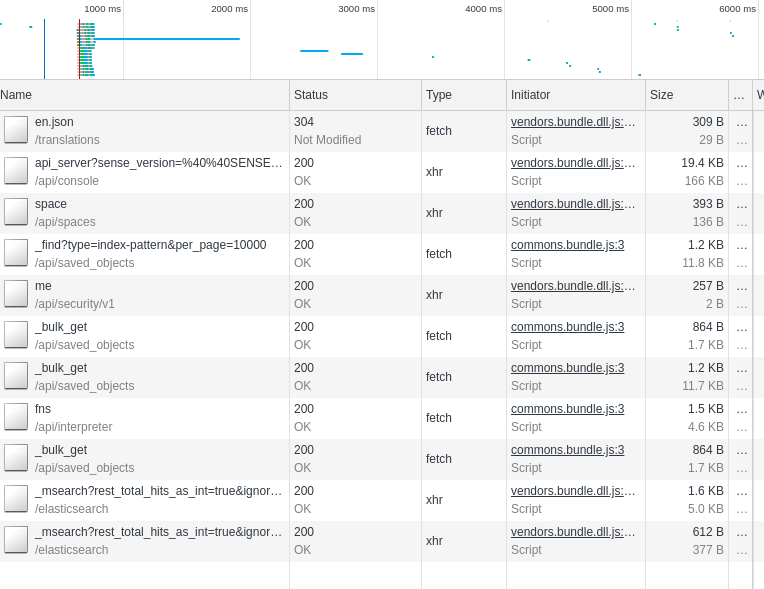 1000 ms 2000 ms 3000 ms 4000 ms 5000 ms 6000 ms
Name Status Type Initiator Size … W
en.json 304 fetch vendors.bundle.dll.js:… 309 B …
/translations Not Modified Script 29 B …
api_server?sense_version=%40%40SENSE… 200 xhr vendors.bundle.dll.js:… 19.4 KB …
/api/console OK Script 166 KB …
space 200 xhr vendors.bundle.dll.js:… 393 B …
/api/spaces OK Script 136 B …
_find?type=index-pattern&per_page=10000 200 fetch commons.bundle.js:3 1.2 KB …
/api/saved_objects OK Script 11.8 KB …
me 200 xhr vendors.bundle.dll.js:… 257 B …
/api/security/v1 OK Script 2 B …
_bulk_get 200 fetch commons.bundle.js:3 864 B …
/api/saved_objects OK Script 1.7 KB …
_bulk_get 200 fetch commons.bundle.js:3 1.2 KB …
/api/saved_objects OK Script 11.7 KB …
fns 200 fetch commons.bundle.js:3 1.5 KB …
/api/interpreter OK Script 4.6 KB …
_bulk_get 200 fetch commons.bundle.js:3 864 B …
/api/saved_objects OK Script 1.7 KB …
_msearch?rest_total_hits_as_int=true&ignor… 200 xhr vendors.bundle.dll.js:… 1.6 KB …
/elasticsearch OK Script 5.0 KB …
_msearch?rest_total_hits_as_int=true&ignor… 200 xhr vendors.bundle.dll.js:… 612 B …
/elasticsearch OK Script 377 B …